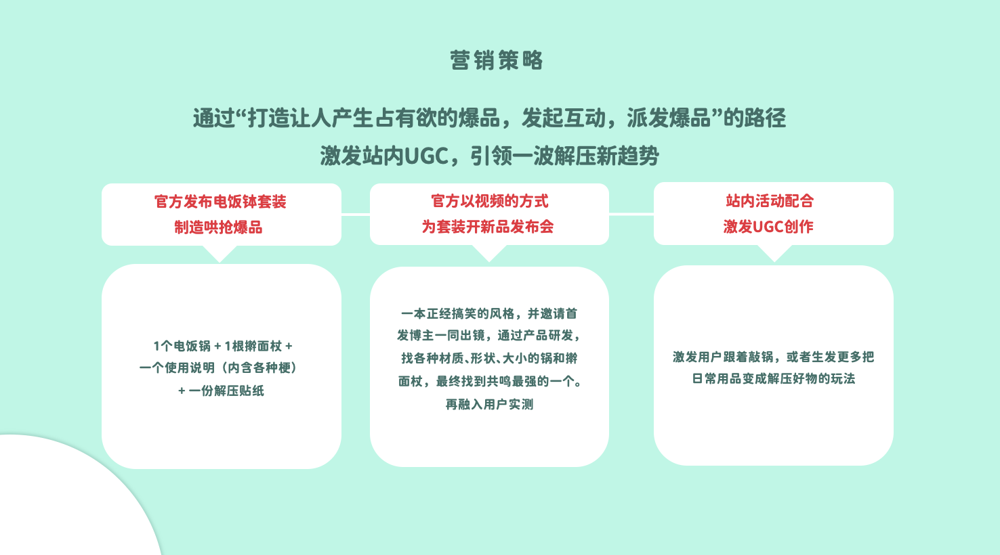 营销策略
通过“打造让人产生占有欲的爆品，发起互动，派发爆品”的路径
激发站内UGC，引领一波解压新趋势
官方发布电饭钵套装
制造哄抢爆品
1个电饭锅 + 1根擀面杖 +
一个使用说明（内含各种梗）
+ 一份解压贴纸
官方以视频的方式
为套装开新品发布会
一本正经搞笑的风格，并邀请首
发博主一同出镜，通过产品研发，
找各种材质、形状、大小的锅和擀
面杖，最终找到共鸣最强的一个。
再融入用户实测
站内活动配合
激发UGC创作
激发用户跟着敲锅，或者生发更多把
日常用品变成解压好物的玩法